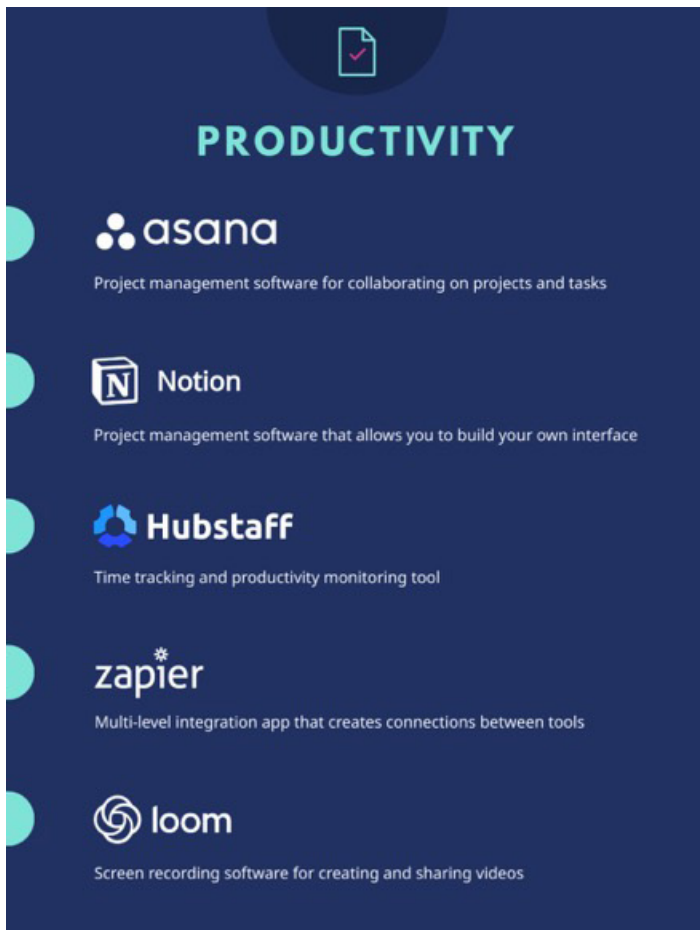 PRODUCTIVITY
asana
Project management software for collaborating on projects and tasks
N Notion
Project management software that allows you to build your own interface
Hubstaff
Time tracking and productivity monitoring tool
zapier
Multi-level integration app that creates connections between tools
loom
Screen recording software for creating and sharing videos